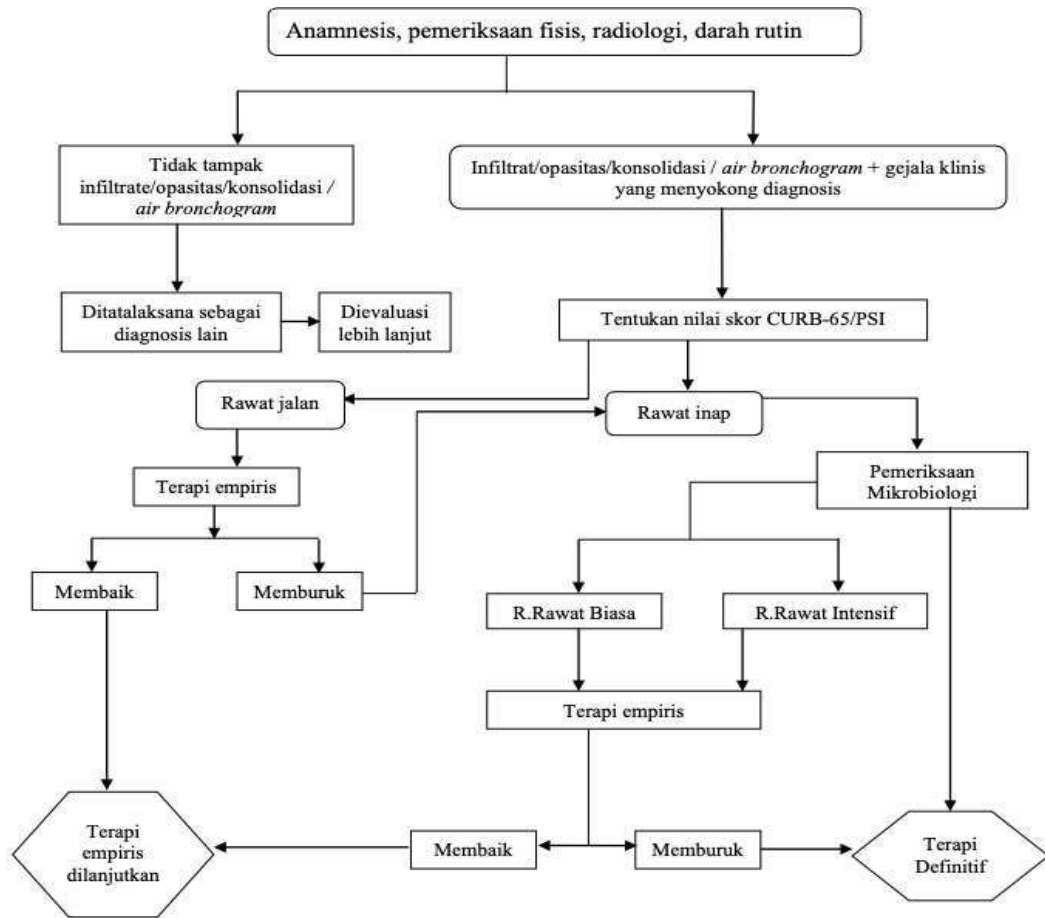 Anamnesis, pemeriksaan fisis, radiologi, darah rutin
Tidak tampak
infiltrate/opasitas/konsolidasi /
air bronchogram
Infiltrat/opasitas/konsolidasi / air bronchogram + gejala klinis
yang menyokong diagnosis
Ditatalaksana sebagai
diagnosis lain
Dievaluasi
lebih lanjut
Tentukan nilai skor CURB-65/PSI
Rawat jalan
Rawat inap
Terapi empiris
Pemeriksaan
Mikrobiologi
Membaik
Memburuk
R.Rawat Biasa
R.Rawat Intensif
Terapi empiris
Terapi
empiris
dilanjutkan
Membaik
Memburuk
Terapi
Definitif